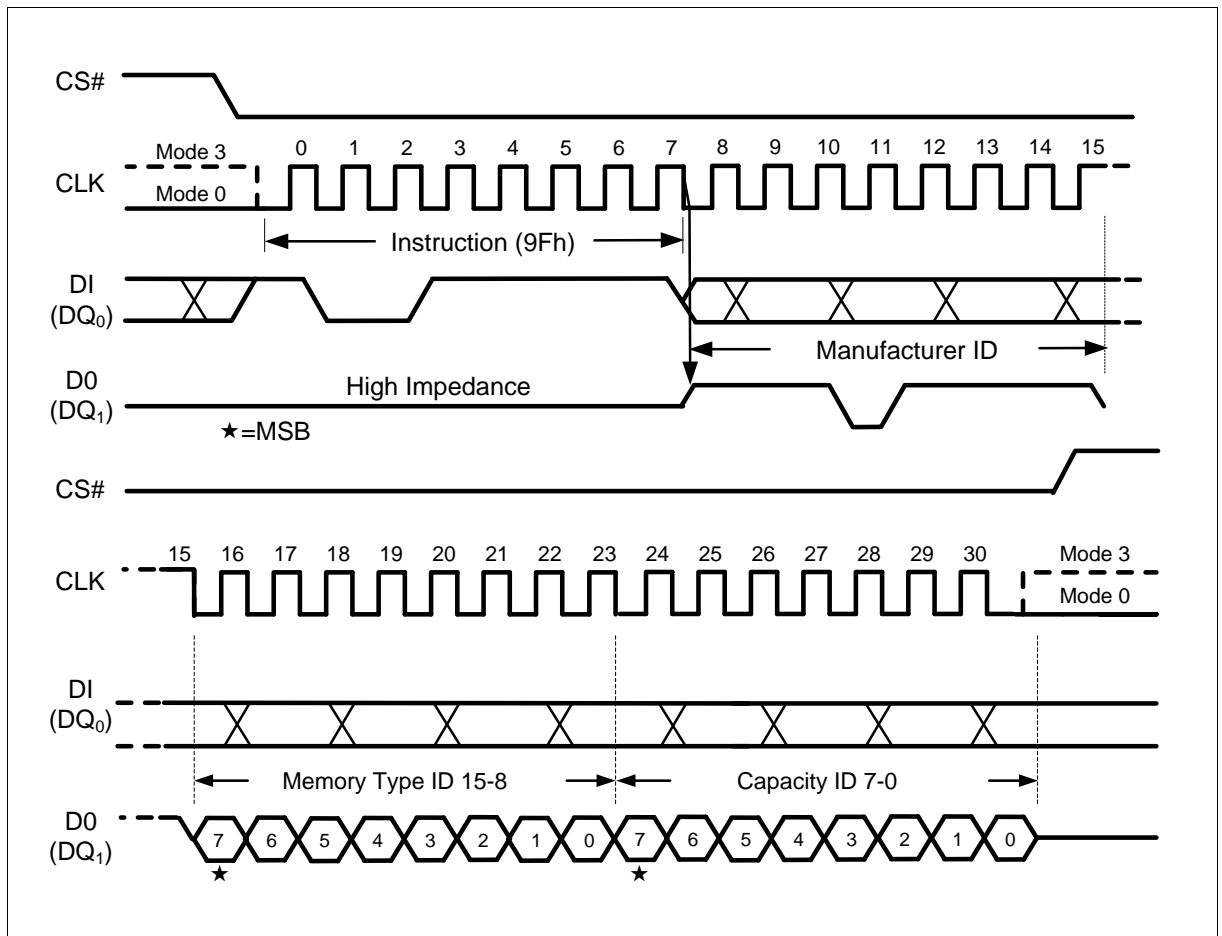 CS#
Mode 3
0 1 2 3 4 5 6 7 8 9 10 11 12 13 14 15
CLK
Mode 0
Instruction (9Fh)
DI
(DQ0)
Manufacturer ID
D0
(DQ1)
High Impedance
★=MSB
CS#
15 16 17 18 19 20 21 22 23 24 25 26 27 28 29 30
Mode 3
CLK
Mode 0
DI
(DQ0)
Memory Type ID 15-8
Capacity ID 7-0
D0
(DQ1)
7 6 5 4 3 2 1 0 7 6 5 4 3 2 1 0
★ ★